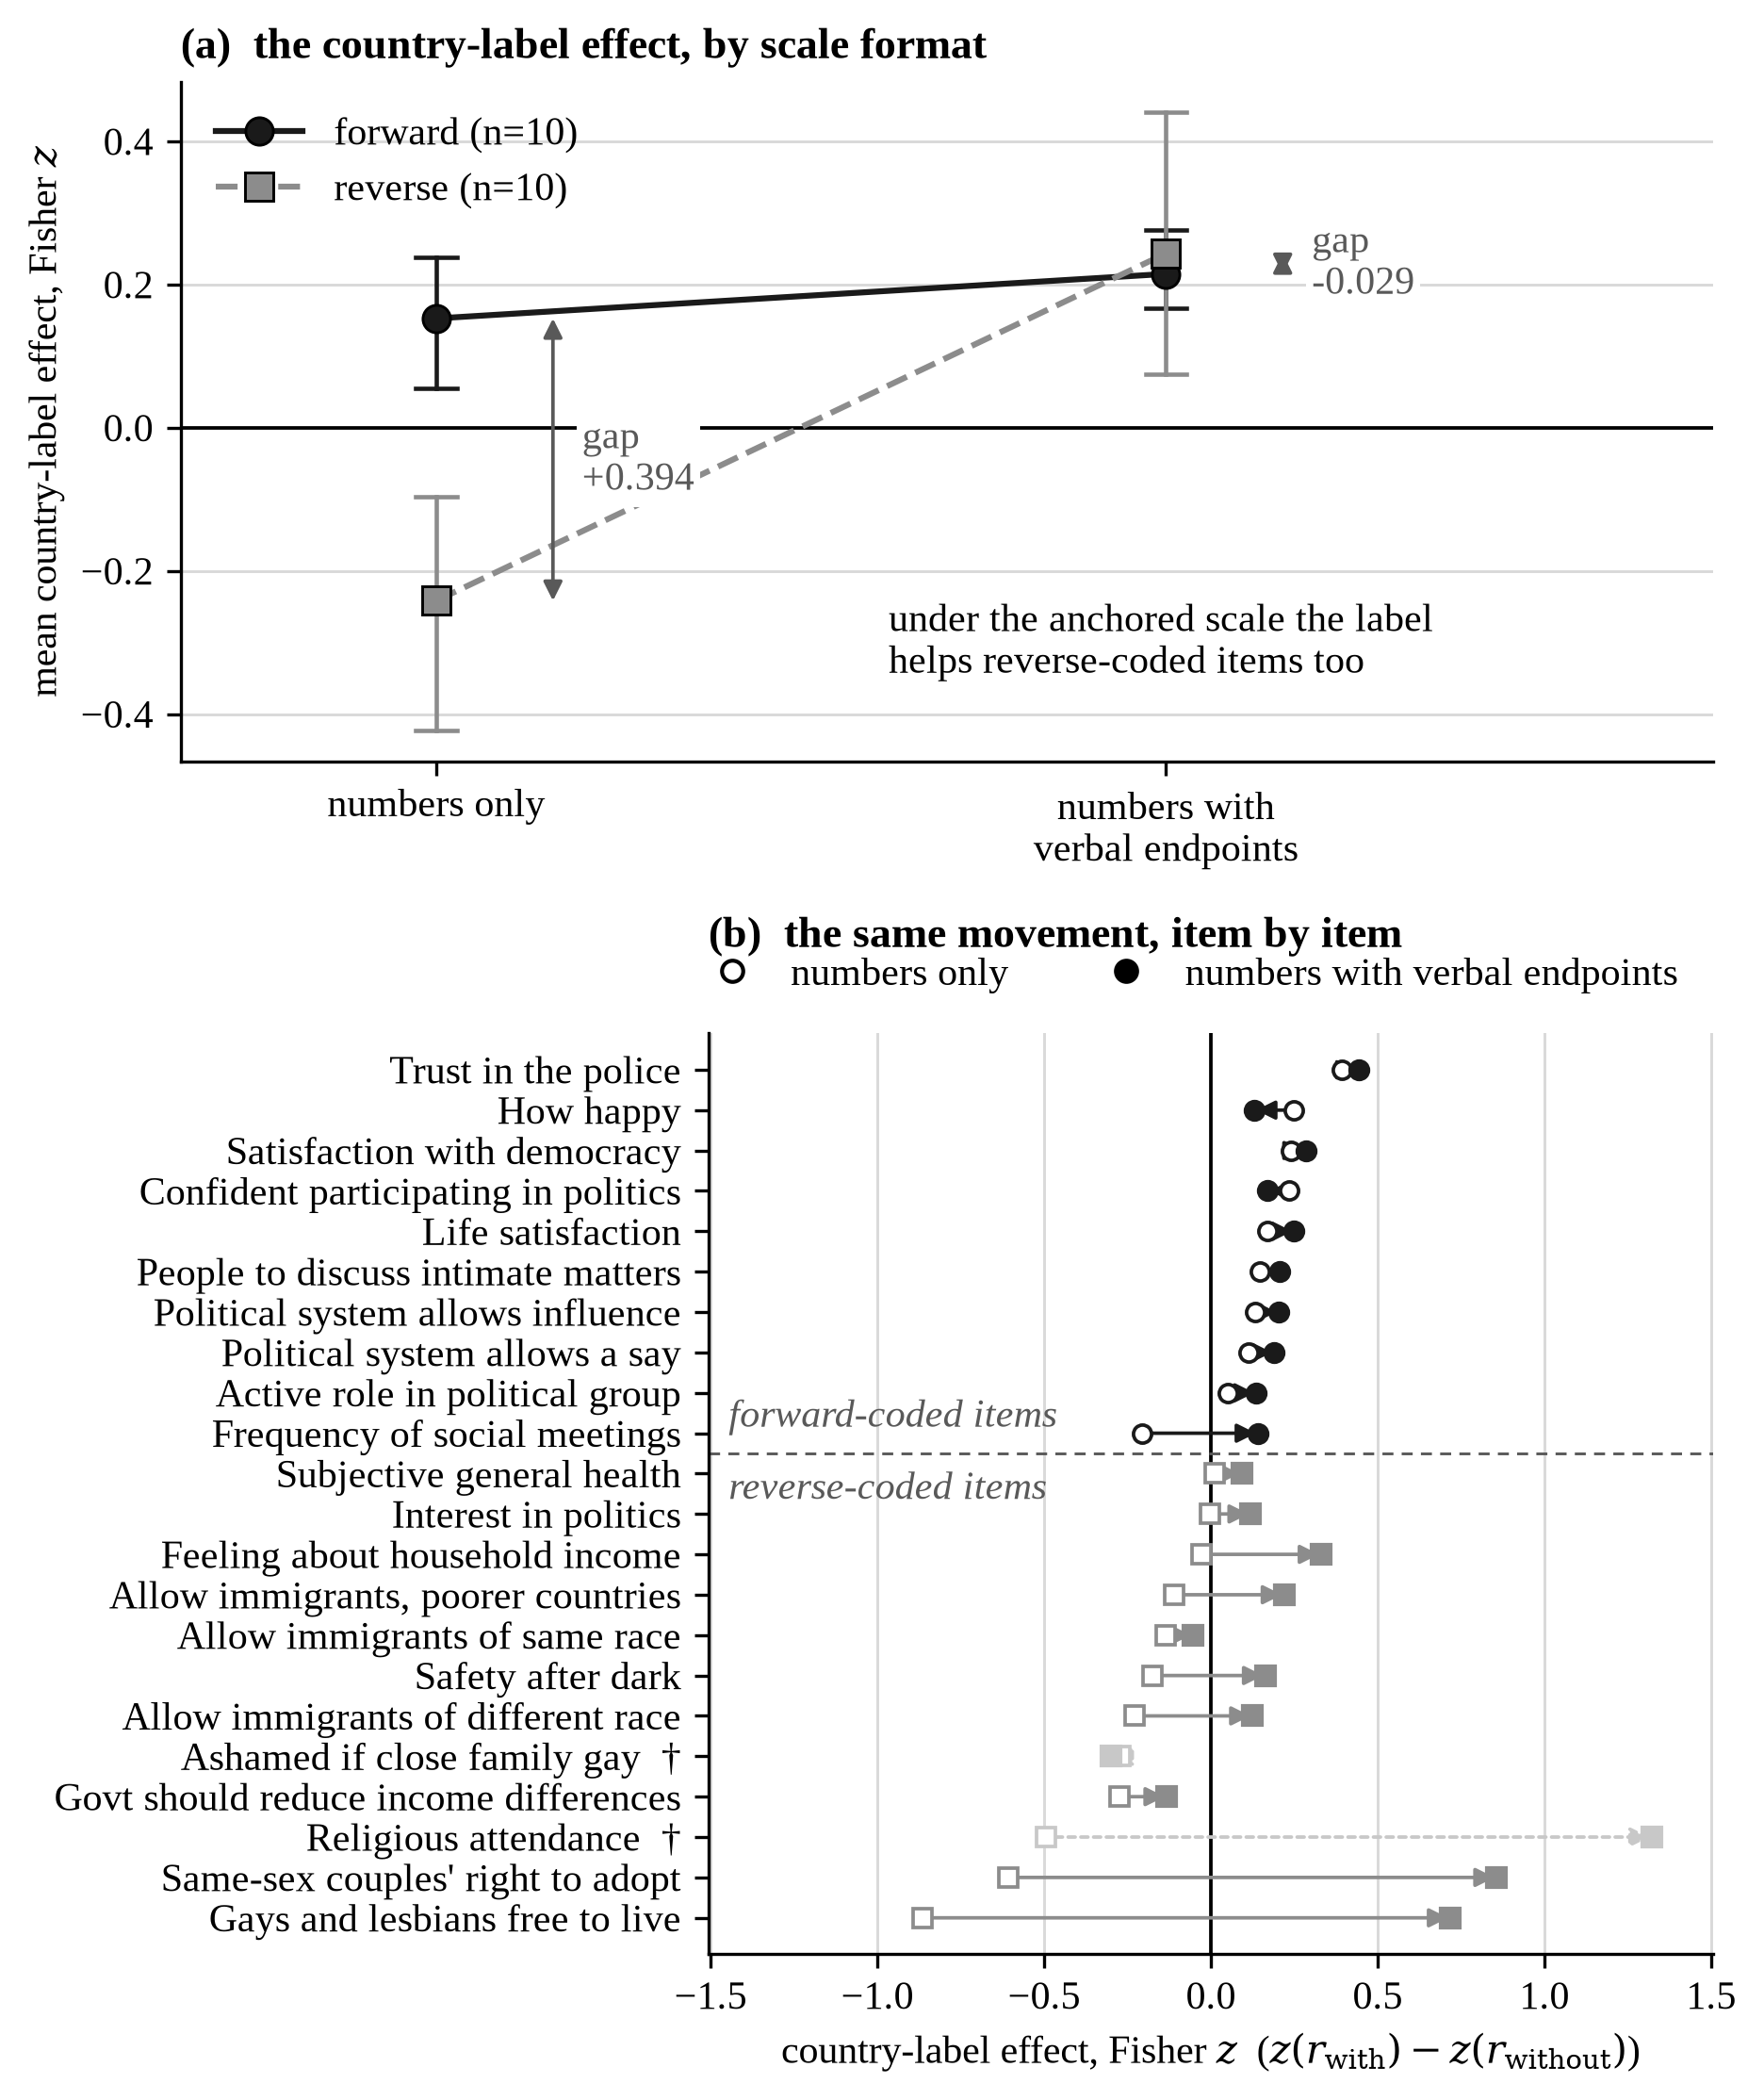 (a) the country-label effect, by scale format
mean country-label effect, Fisher z
0.4
0.2
0.0
−0.2
−0.4
forward (n=10)
reverse (n=10)
gap
+0.394
gap
-0.029
under the anchored scale the label
helps reverse-coded items too
numbers only
numbers with
verbal endpoints
(b) the same movement, item by item
numbers only
numbers with verbal endpoints
Trust in the police
How happy
Satisfaction with democracy
Confident participating in politics
Life satisfaction
People to discuss intimate matters
Political system allows influence
Political system allows a say
Active role in political group
forward-coded items
Frequency of social meetings
Subjective general health
reverse-coded items
Interest in politics
Feeling about household income
Allow immigrants, poorer countries
Allow immigrants of same race
Safety after dark
Allow immigrants of different race
Ashamed if close family gay †
Govt should reduce income differences
Religious attendance †
Same-sex couples' right to adopt
Gays and lesbians free to live
−1.5 −1.0 −0.5 0.0 0.5 1.0 1.5
country-label effect, Fisher z (z(r_with) − z(r_without))